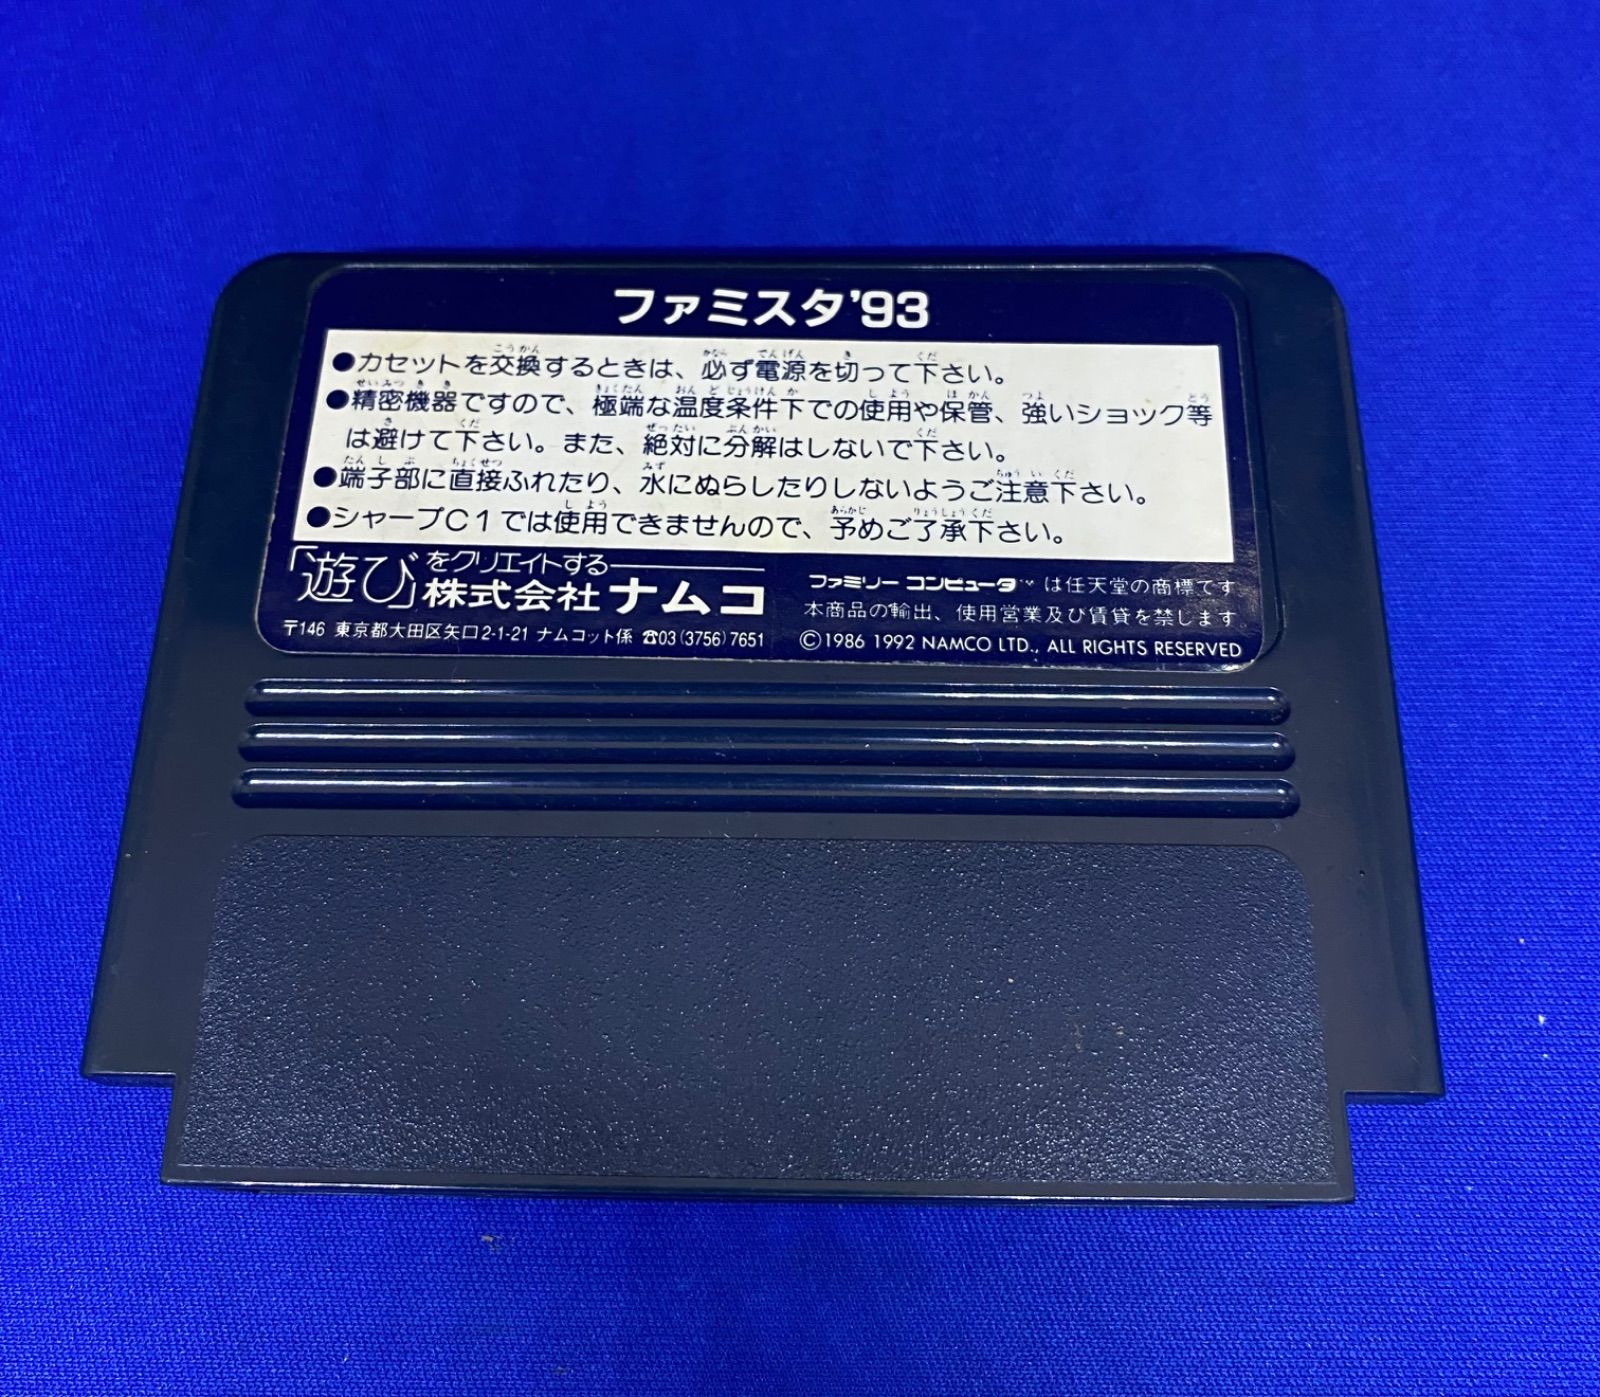 ファミスタ'93
●カセットを交換するときは、必ず電源を切って下さい。
●精密機器ですので、極端な温度条件下での使用や保管、強いショック等
は避けて下さい。また、絶対に分解はしないで下さい。
●端子部に直接ふれたり、水にぬらしたりしないようご注意下さい。
●シャープC1では使用できませんので、予めご了承下さい。
「遊び」をクリエイトする
株式会社ナムコ
〒146 東京都大田区矢口2-1-21 ナムコット係 ☎03(3756)7651
ファミリーコンピュータ™は任天堂の商標です。
本商品の輸出、使用営業及び賃貸を禁じます。
©1986 1992 NAMCO LTD., ALL RIGHTS RESERVED